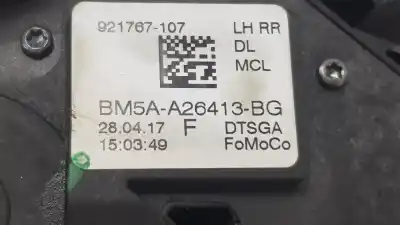 921767-107 LH RR
DL
MCL
BM5A-A26413-BG
28.04.17 F DTSGA
15:03:49 FoMoCo